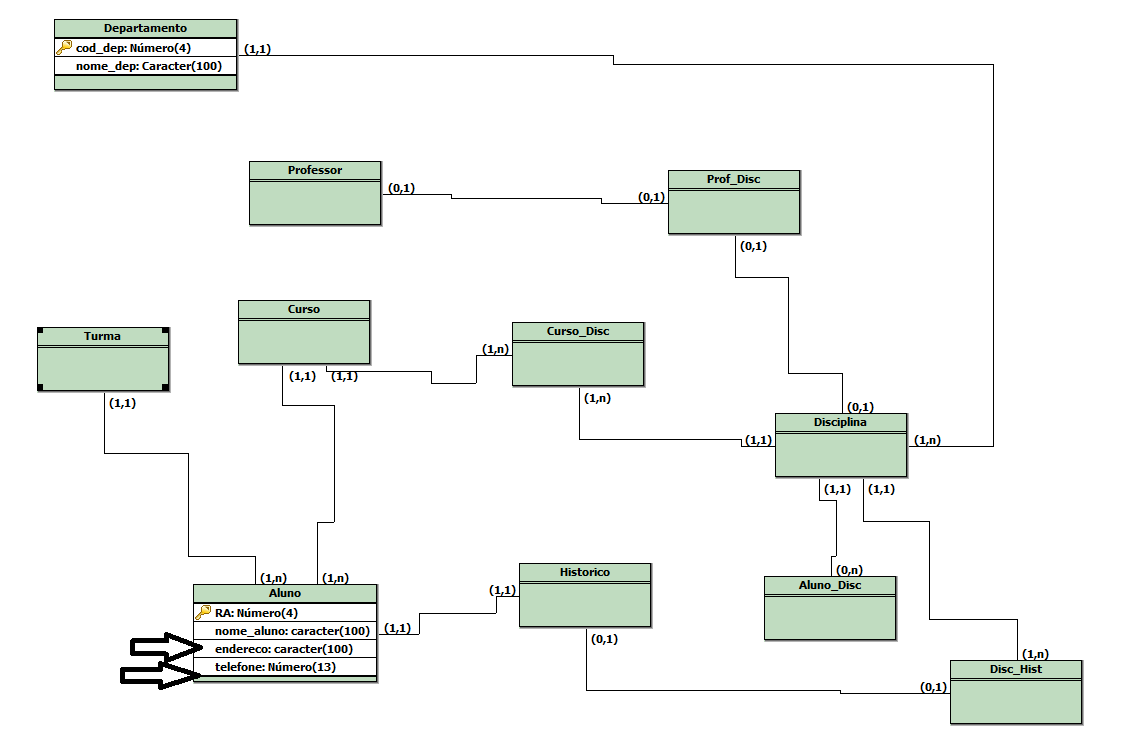 Departamento
cod_dep: Número(4)
(1,1)
nome_dep: Caracter(100)
Professor
(0,1)
(0,1)
Prof_Disc
(0,1)
Turma
(1,1)
Curso
(1,1)
(1,1)
(1,n)
Curso_Disc
(1,n)
(0,1)
(1,1)
Disciplina
(1,n)
(1,1)
(1,1)
(1,n)
(1,n)
Aluno
RA: Número(4)
nome_aluno: caracter(100)
endereco: caracter(100)
telefone: Número(13)
(1,1)
(1,1)
Historico
(0,1)
(0,n)
Aluno_Disc
(1,n)
(0,1)
Disc_Hist